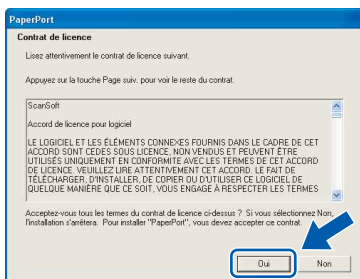 PaperPort
Contrat de licence
Lisez attentivement le contrat de licence suivant.
Appuyez sur la touche Page suiv. pour voir le reste du contrat.
ScanSoft
Accord de licence pour logiciel
LE LOGICIEL ET LES ÉLÉMENTS CONNEXES FOURNIS DANS LE CADRE DE CET
ACCORD SONT CEDES SOUS LICENCE, NON VENDUS ET PEUVENT ÊTRE
UTILISÉS UNIQUEMENT EN CONFORMITE AVEC LES TERMES DE CET ACCORD
DE LICENCE. VEUILLEZ LIRE ATTENTIVEMENT CET ACCORD. LE FAIT DE
TÉLÉCHARGER, D'INSTALLER, DE COPIER OU D'UTILISER CE LOGICIEL DE
QUELQUE MANIÈRE QUE CE SOIT, VOUS ENGAGE À RESPECTER LES TERMES
Acceptez-vous tous les termes du contrat de licence ci-dessus ? Si vous sélectionnez Non,
l'installation s'arrêtera. Pour installer "PaperPort", vous devez accepter ce contrat.
Oui
Non